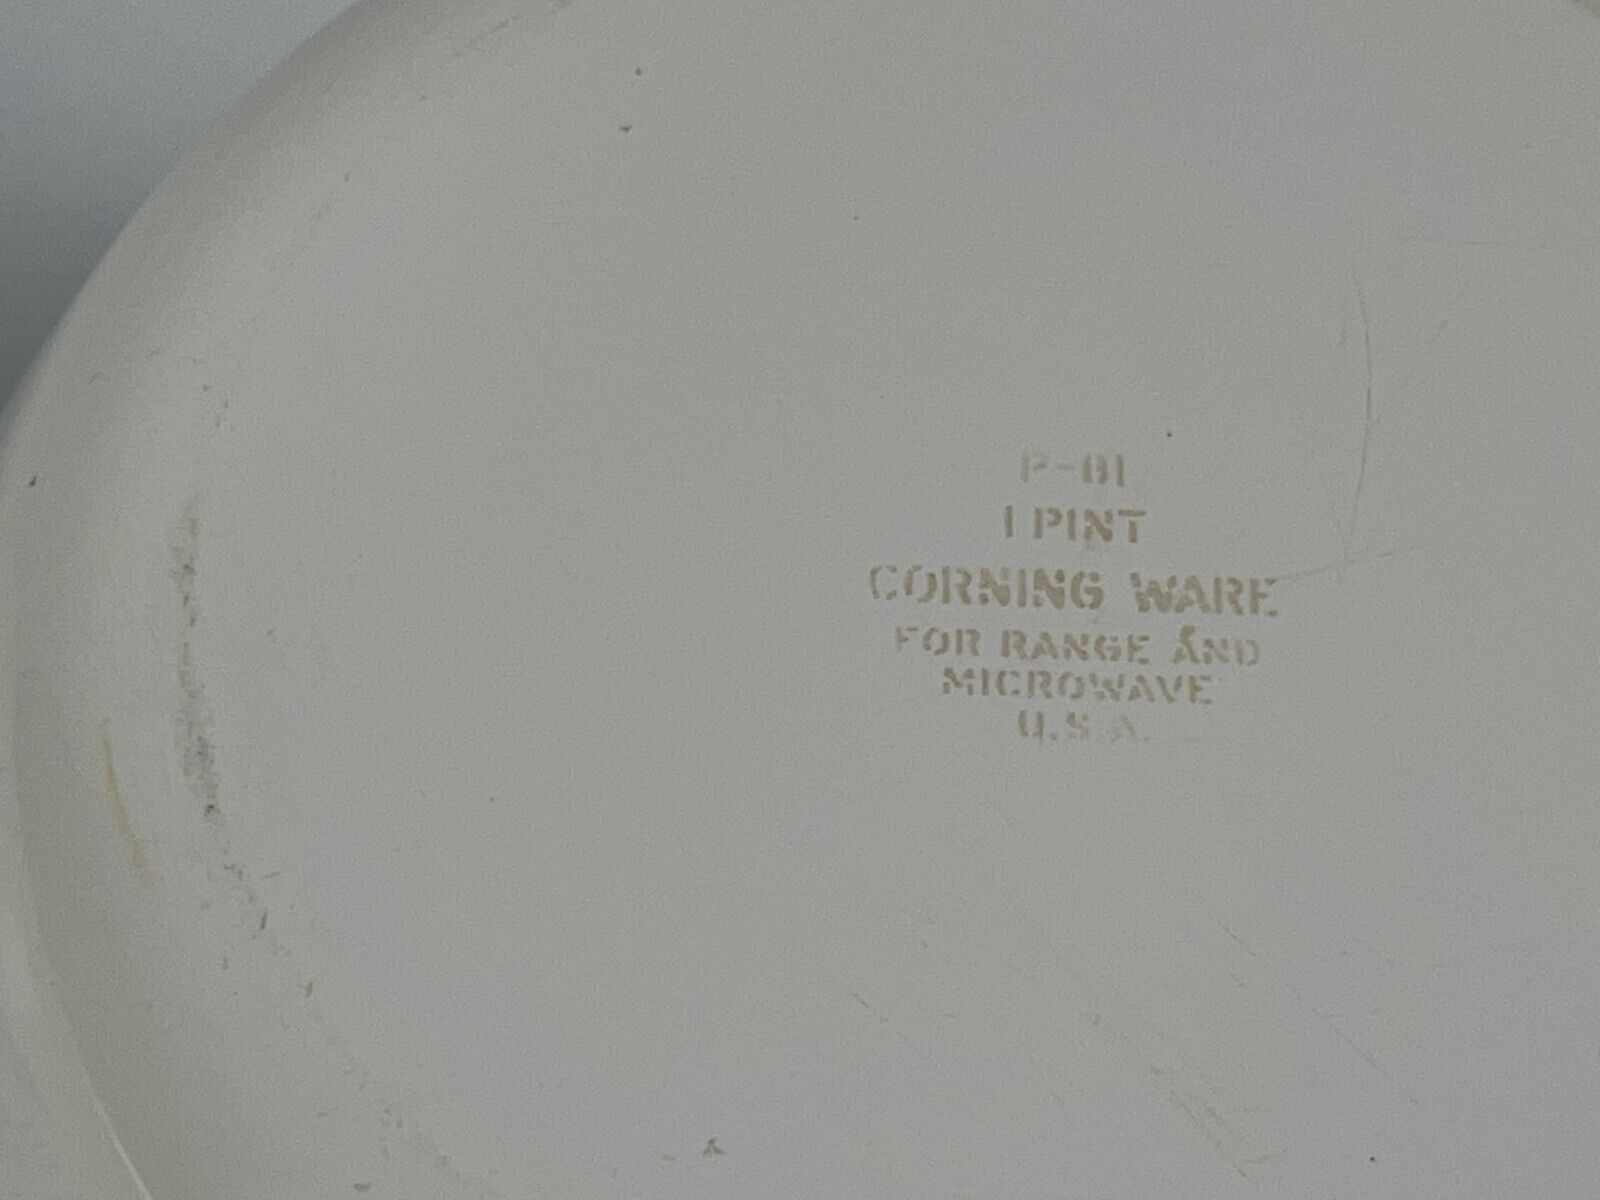 P-81
1 PINT
CORNING WARE
FOR RANGE AND
MICROWAVE
U.S.A.